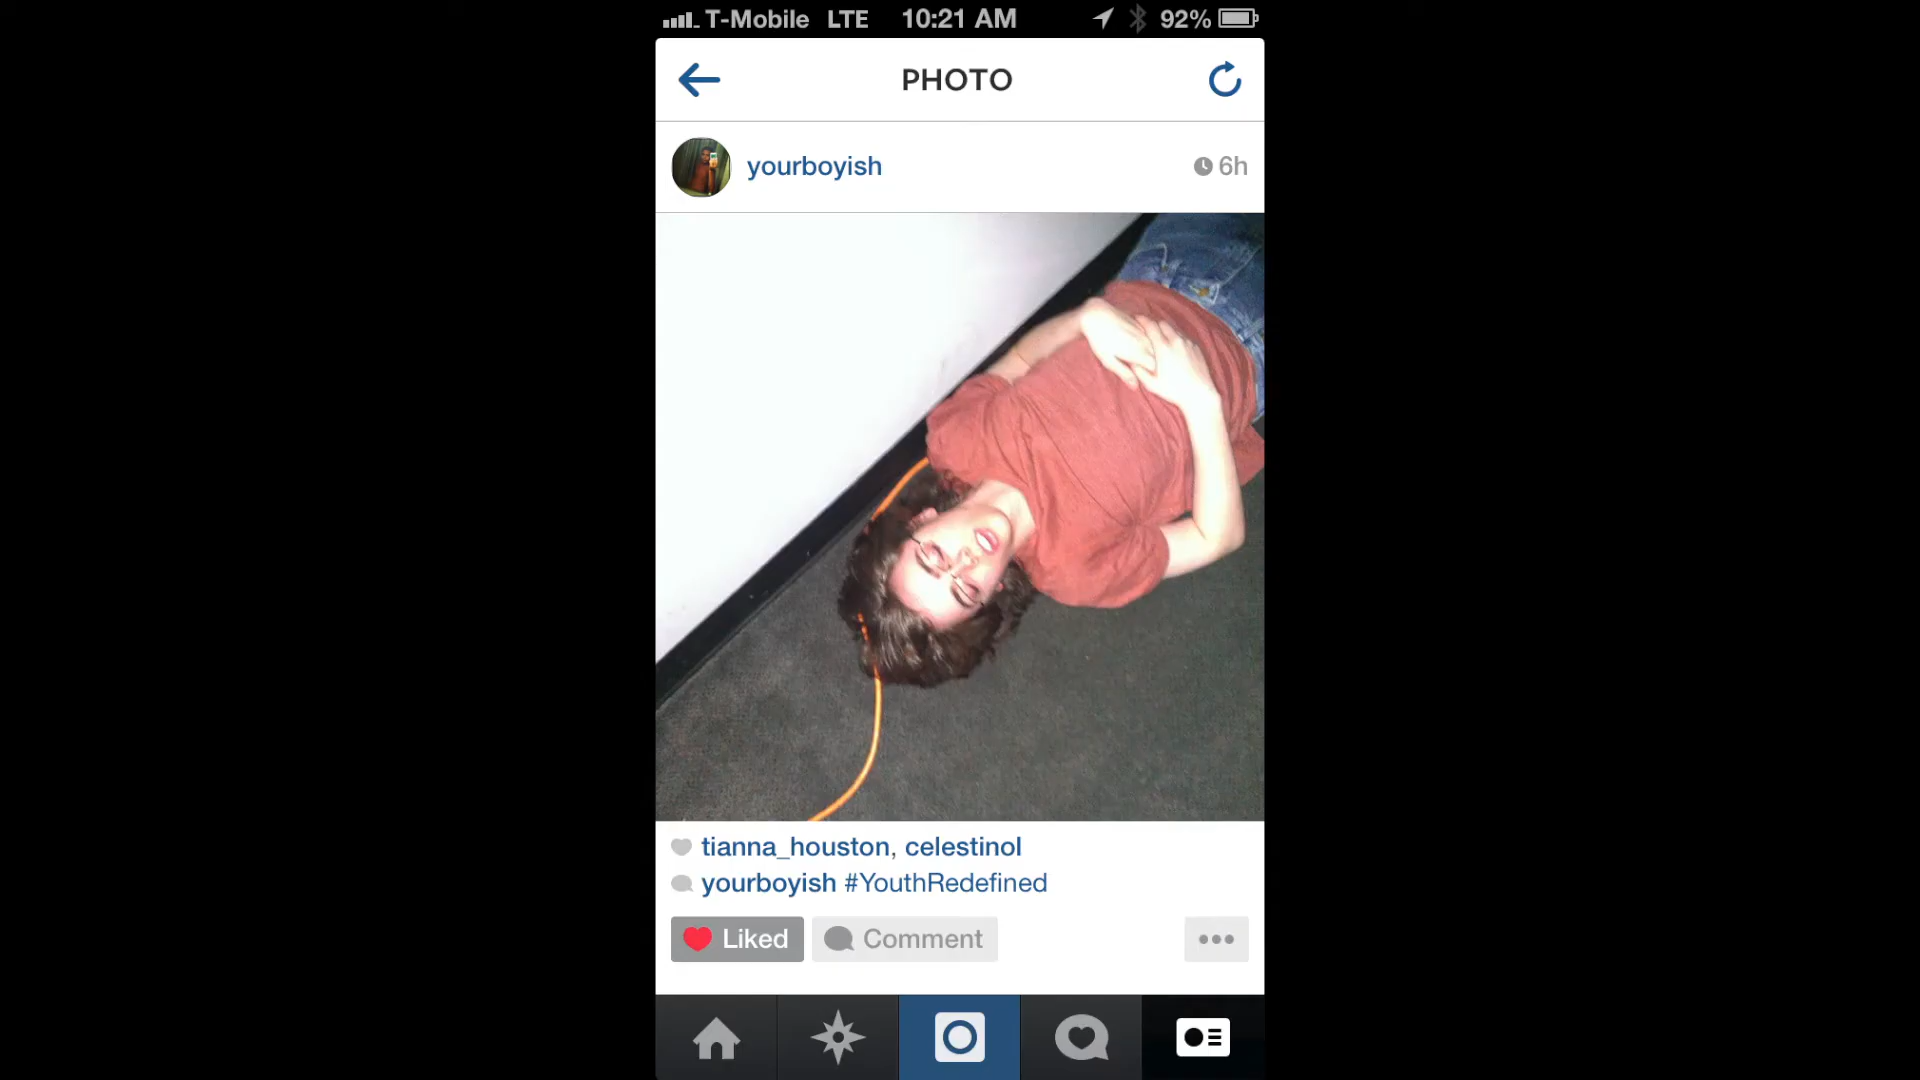 T-Mobile LTE 10:21 AM 92%
PHOTO
yourboyish 6h
tianna_houston, celestinol
yourboyish #YouthRedefined
Liked Comment